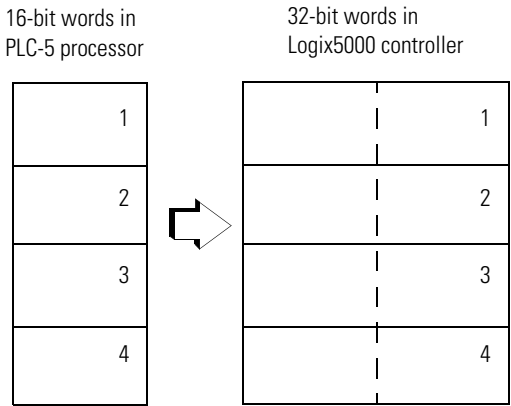 16-bit words in
PLC-5 processor
32-bit words in
Logix5000 controller
1
2
3
4
1
2
3
4